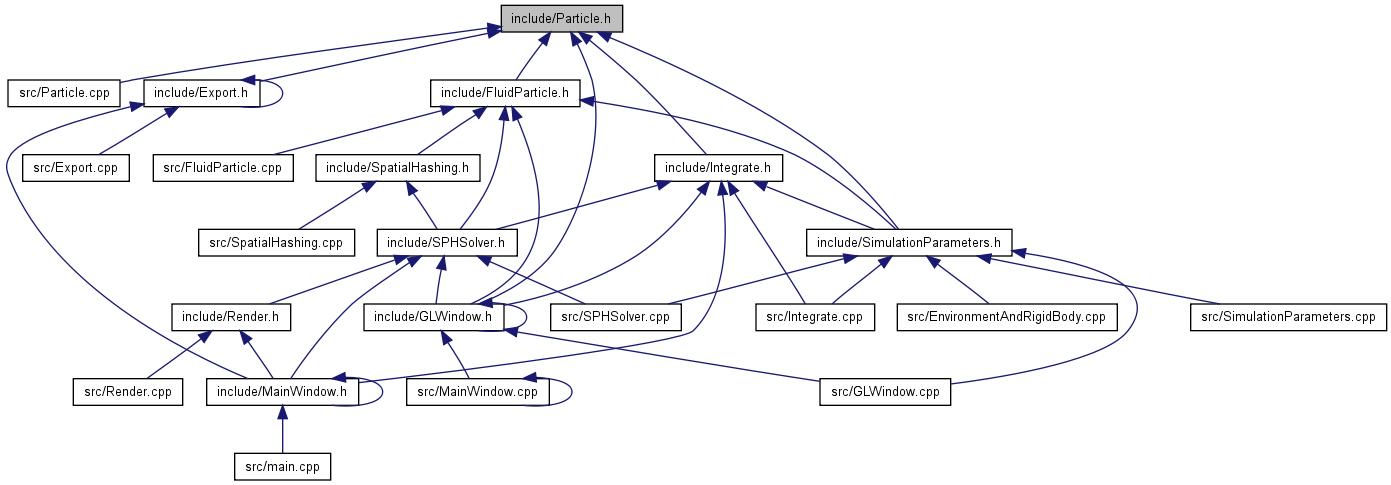 include/Particle.h
src/Particle.cpp
include/Export.h
include/FluidParticle.h
src/Export.cpp
src/FluidParticle.cpp
include/SpatialHashing.h
include/Integrate.h
src/SpatialHashing.cpp
include/SPHSolver.h
include/SimulationParameters.h
include/Render.h
include/GLWindow.h
src/SPHSolver.cpp
src/Integrate.cpp
src/EnvironmentAndRigidBody.cpp
src/SimulationParameters.cpp
src/Render.cpp
include/MainWindow.h
src/MainWindow.cpp
src/GLWindow.cpp
src/main.cpp